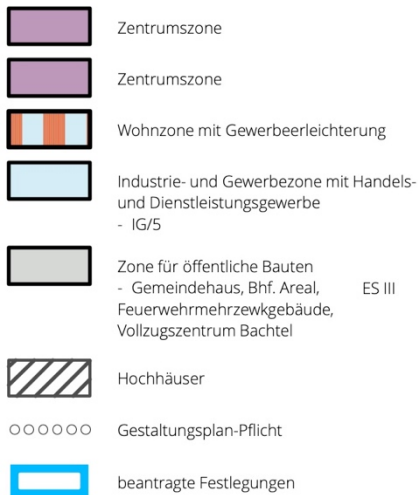 Zentrumszone
Zentrumszone
Wohnzone mit Gewerbeerleichterung
Industrie- und Gewerbezone mit Handels-
und Dienstleistungsgewerbe
- IG/5
Zone für öffentliche Bauten
- Gemeindehaus, Bhf. Areal, ES III
Feuerwehrmehrzewkgebäude,
Vollzugszentrum Bachtel
Hochhäuser
Gestaltungsplan-Pflicht
beantragte Festlegungen